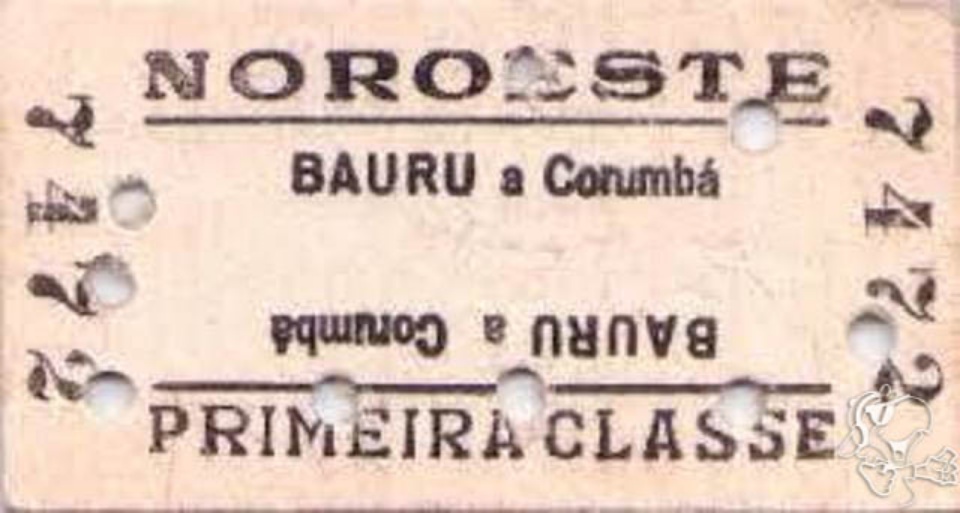 NOROESTE
BAURU a Corumbá
BAURU a Corumbá
PRIMEIRA CLASSE